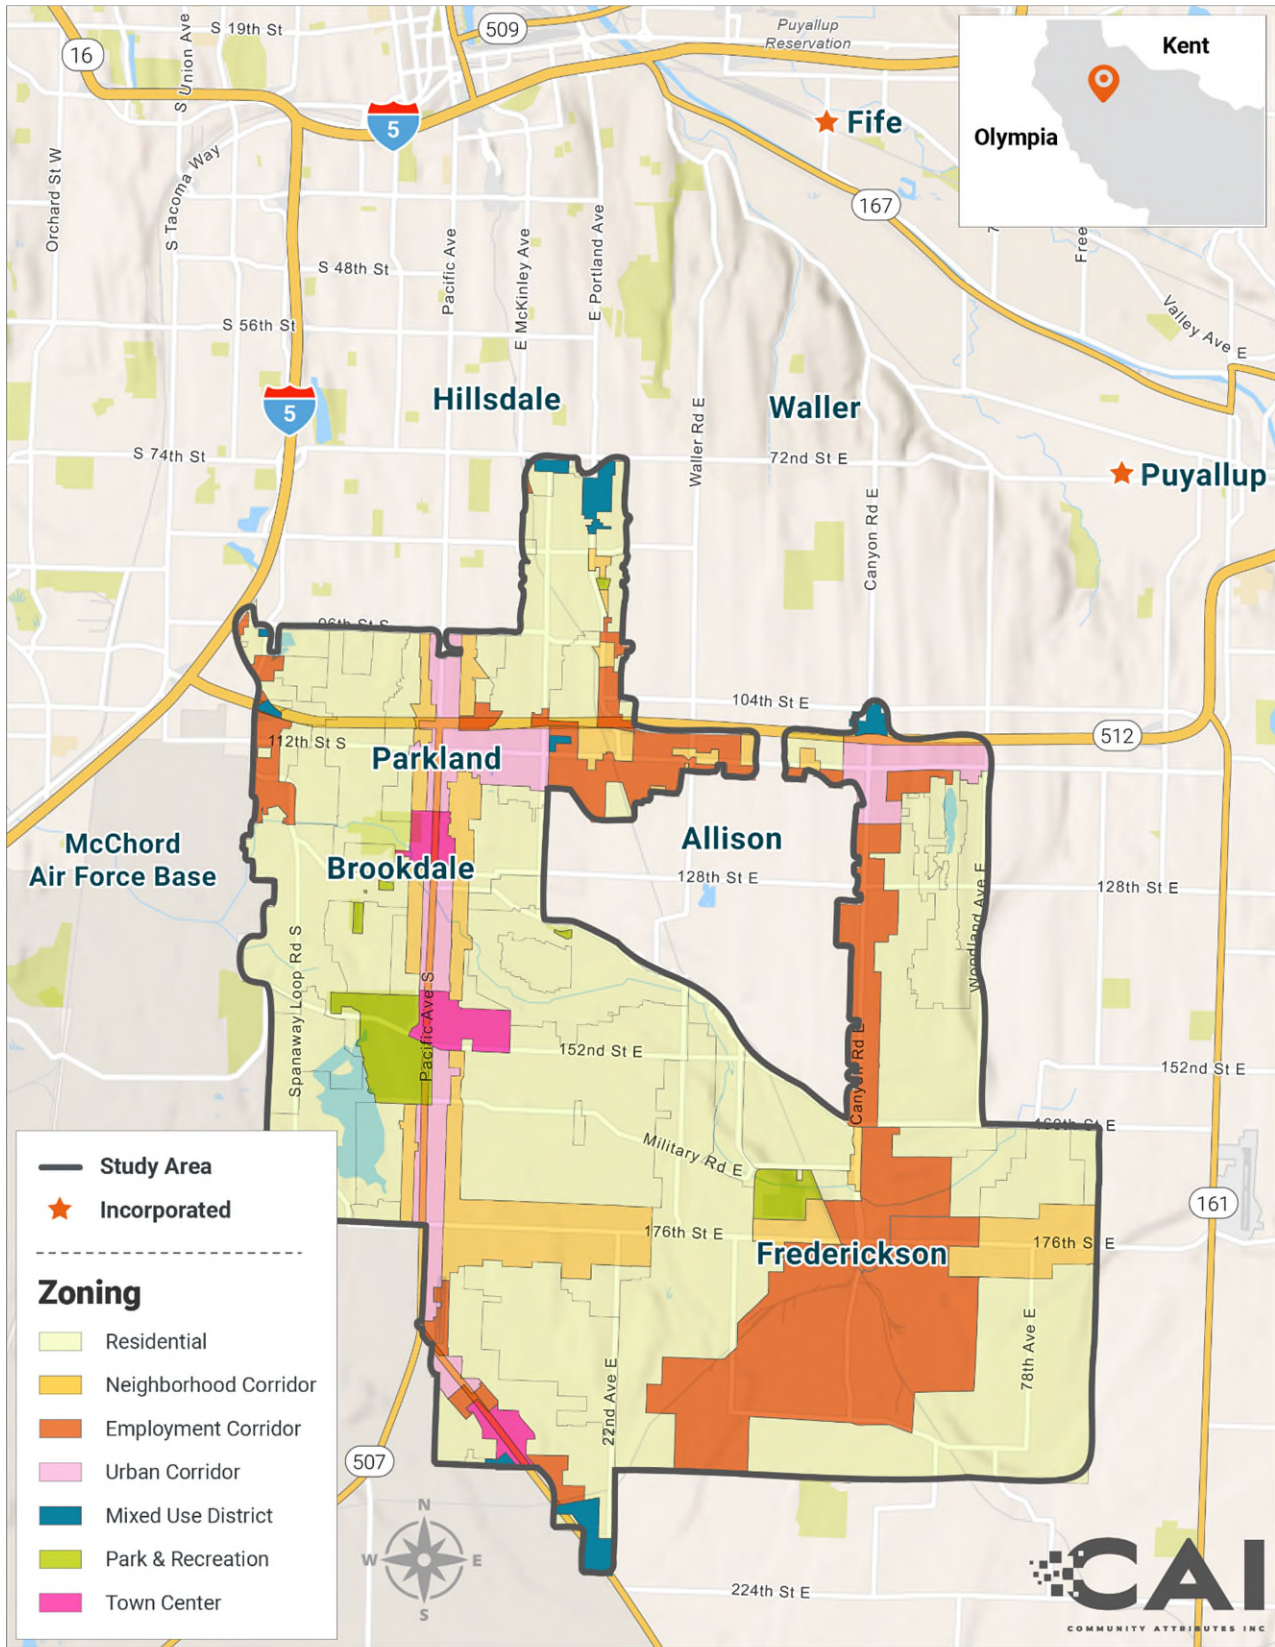 S 19th St
509
Puyallup
Reservation
16
S Union Ave
Kent
Olympia
5
Fife
Orchard St W
S Tacoma Way
167
Free
S 48th St
Pacific Ave
E McKinley Ave
E Portland Ave
S 56th St
Valley Ave E
5
Hillsdale
Waller
Waller Rd E
S 74th St
72nd St E
Puyallup
Canyon Rd E
96th St S
104th St E
512
112th St S
Parkland
McChord
Air Force Base
Allison
Brookdale
128th St E
128th St E
Woodland Ave E
Spanaway Loop Rd S
Pacific Ave S
152nd St E
Canyon Rd E
152nd St E
160th St E
Military Rd E
161
176th St E
Frederickson
176th St E
78th Ave E
22nd Ave E
507
Study Area
Incorporated
Zoning
Residential
Neighborhood Corridor
Employment Corridor
Urban Corridor
Mixed Use District
Park & Recreation
Town Center
N
W
E
S
224th St E
CAI
COMMUNITY ATTRIBUTES INC